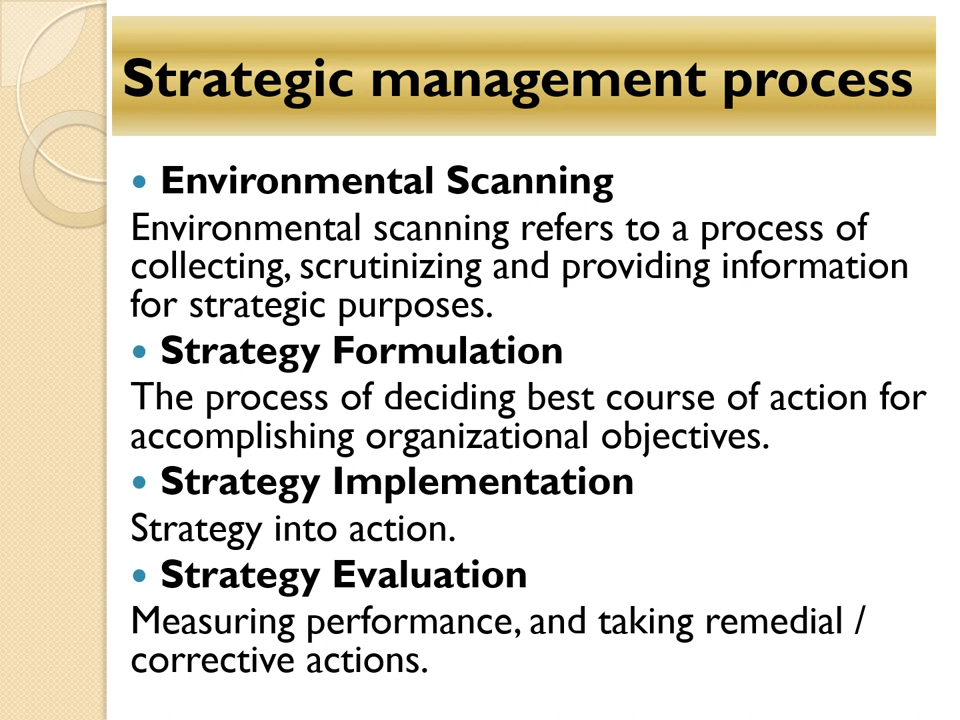 Strategic management process
• Environmental Scanning
Environmental scanning refers to a process of
collecting, scrutinizing and providing information
for strategic purposes.
• Strategy Formulation
The process of deciding best course of action for
accomplishing organizational objectives.
• Strategy Implementation
Strategy into action.
• Strategy Evaluation
Measuring performance, and taking remedial /
corrective actions.